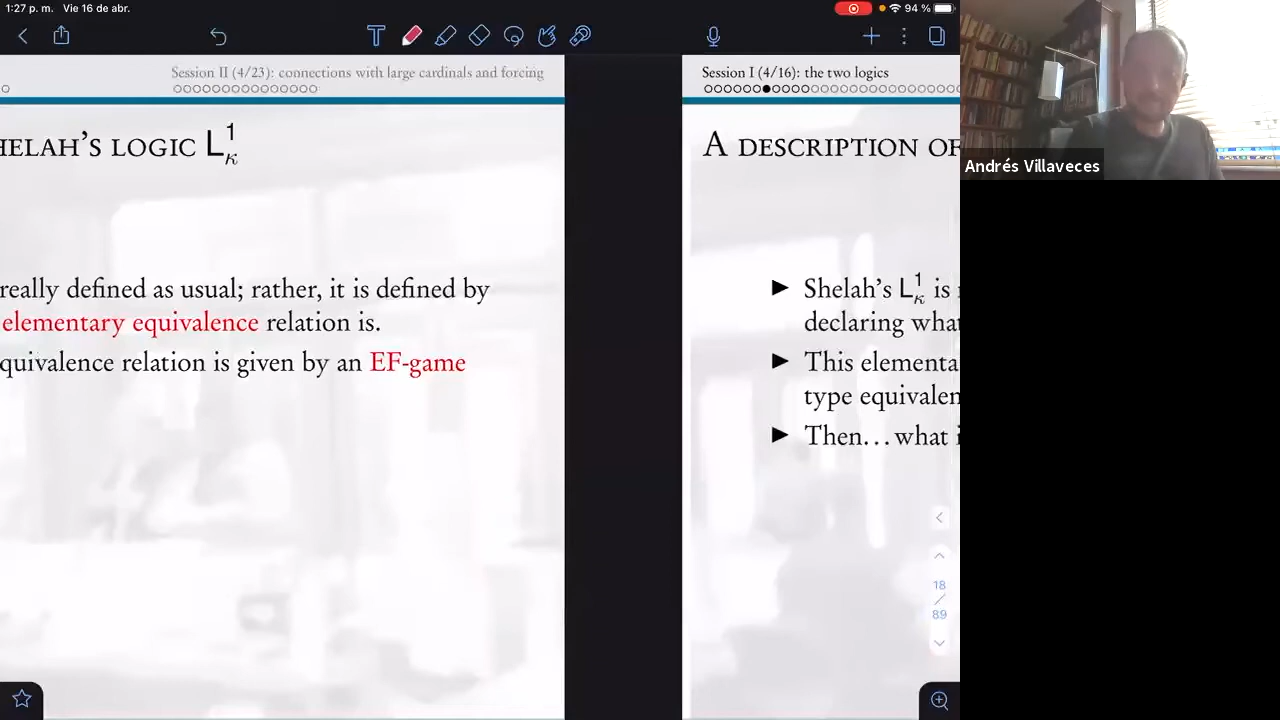 1:27 p. m. Vie 16 de abr.
94 %
Session II (4/23): connections with large cardinals and forcing
HELAH'S LOGIC L¹κ
really defined as usual; rather, it is defined by
elementary equivalence relation is.
quivalence relation is given by an EF-game
Session I (4/16): the two logics
A DESCRIPTION OF
▶ Shelah's L¹κ is
declaring what
▶ This elementa
type equivalen
▶ Then…what i
18
/
89
Andrés Villaveces